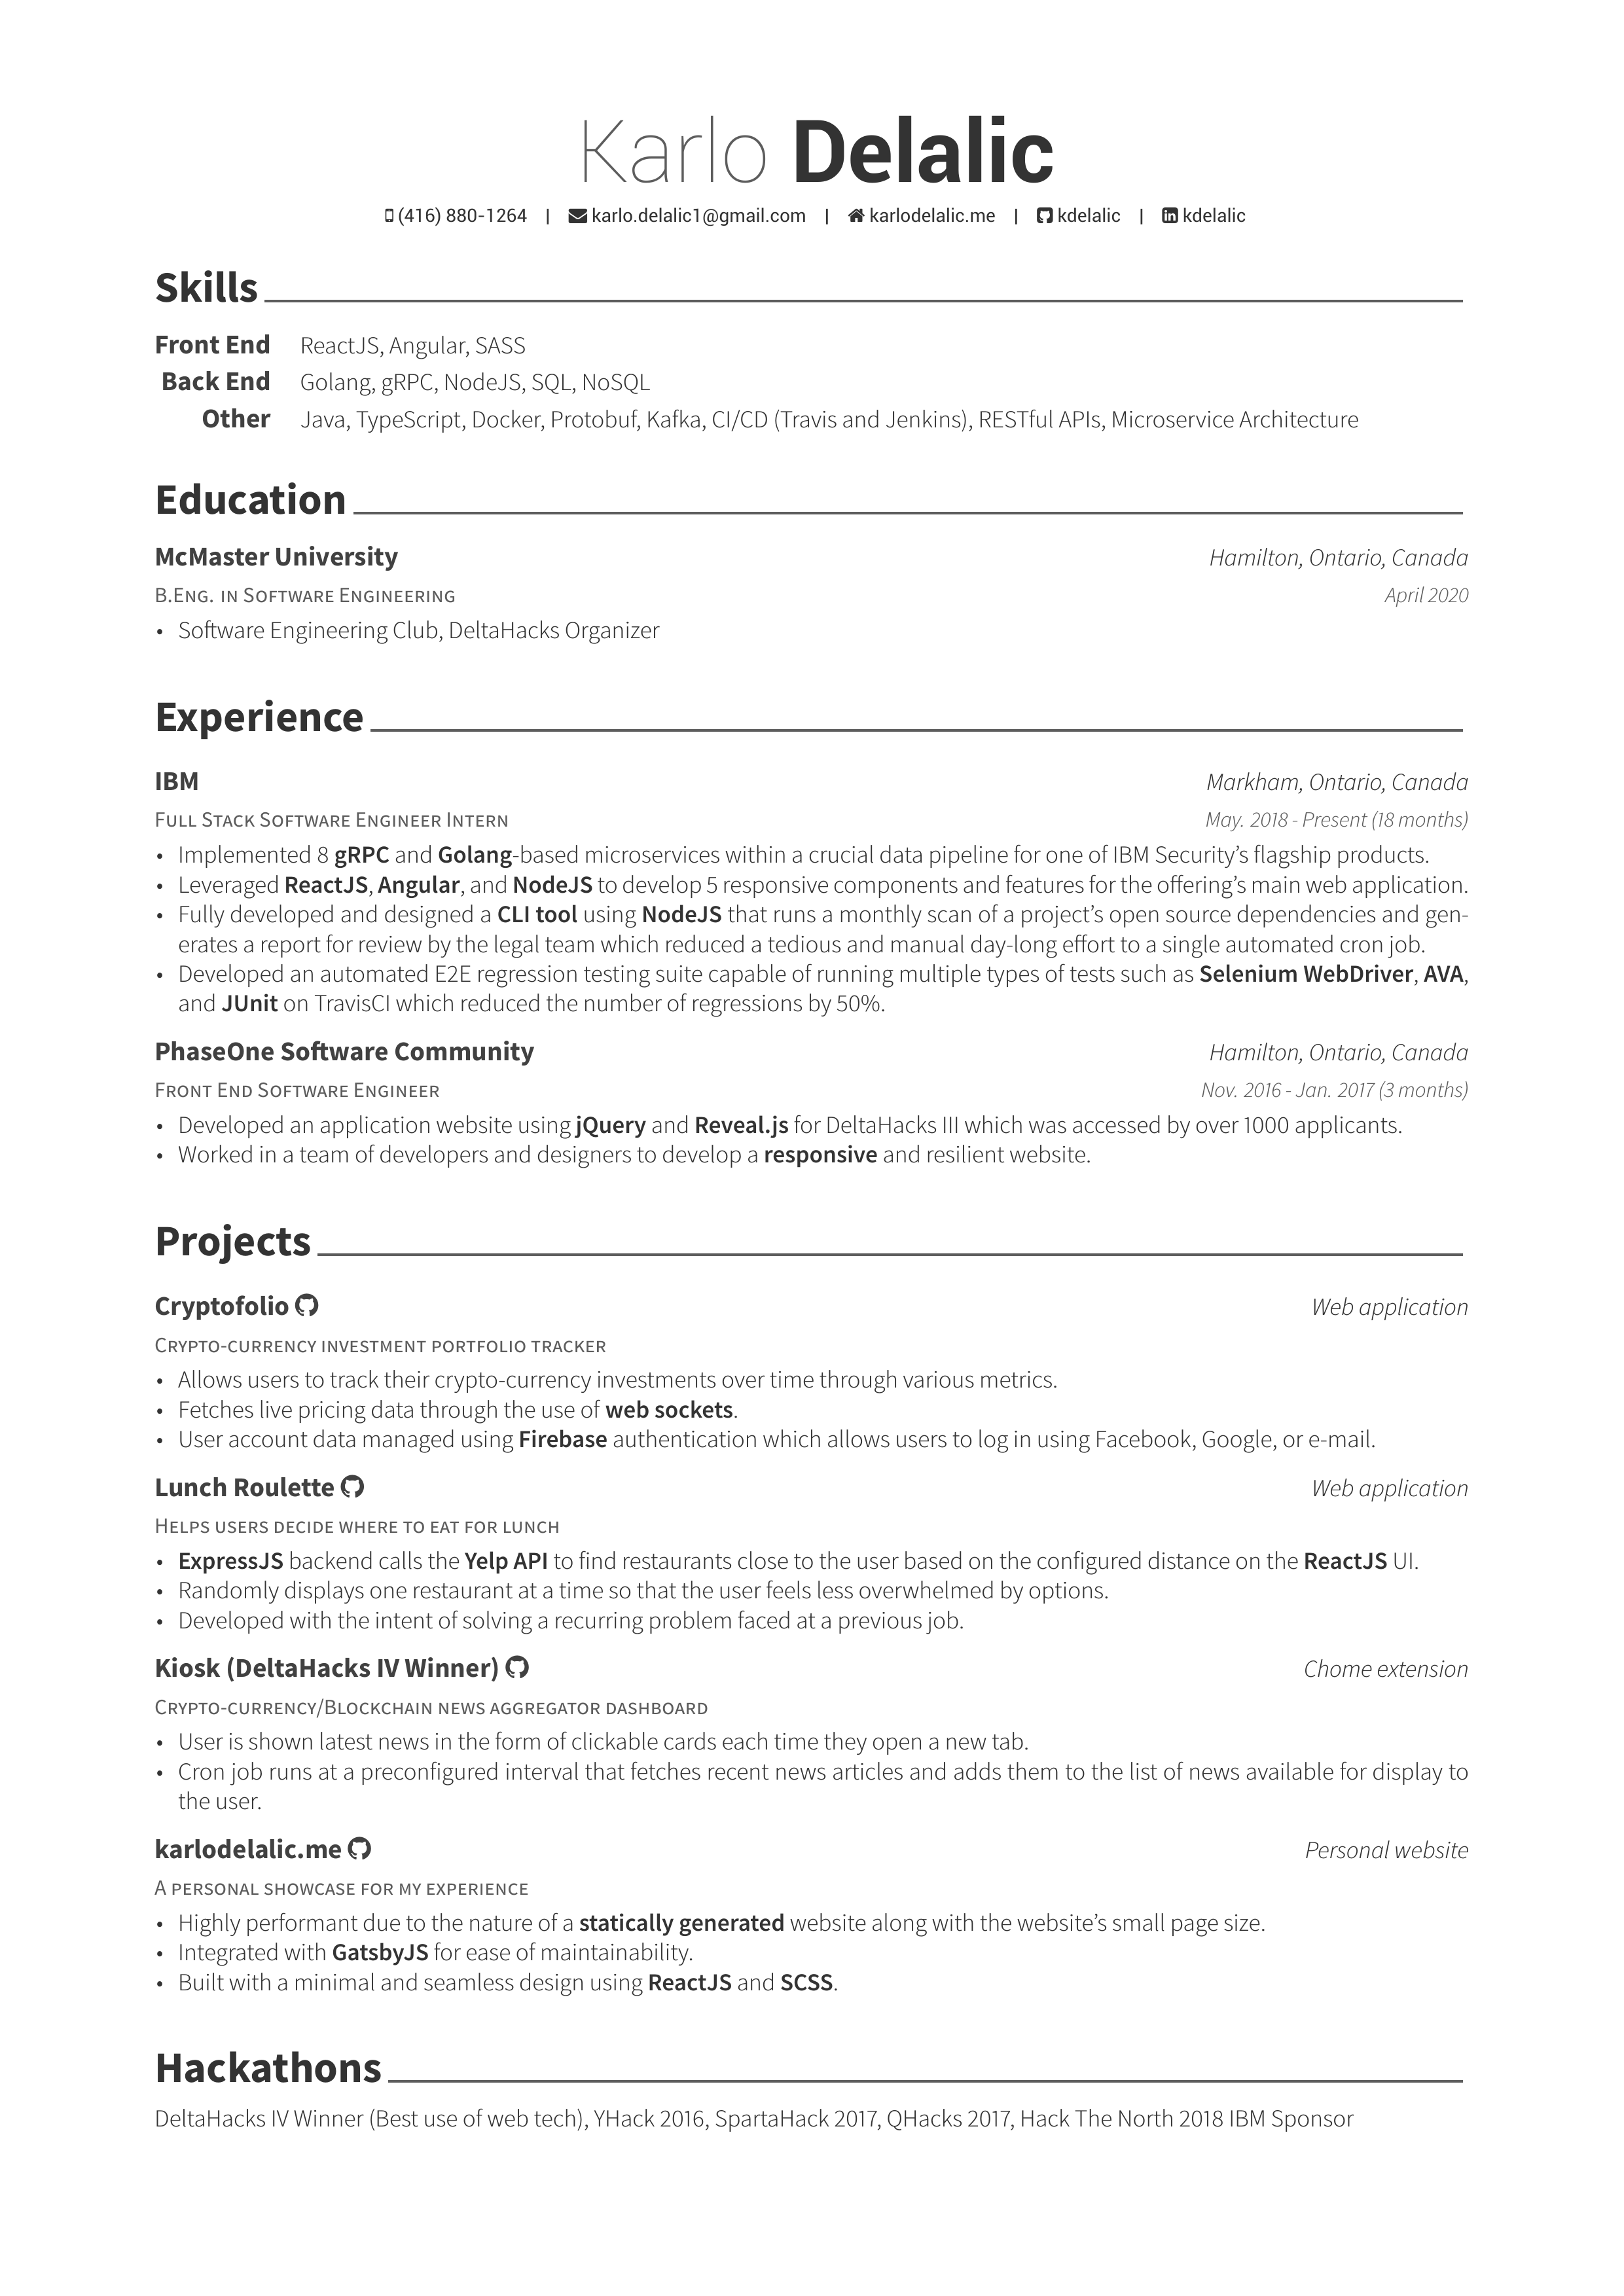 Karlo Delalic
(416) 880-1264 | karlo.delalic1@gmail.com | karlodelalic.me | kdelalic | kdelalic
Skills
Front End ReactJS, Angular, SASS
Back End Golang, gRPC, NodeJS, SQL, NoSQL
Other Java, TypeScript, Docker, Protobuf, Kafka, CI/CD (Travis and Jenkins), RESTful APIs, Microservice Architecture
Education
McMaster University Hamilton, Ontario, Canada
B.Eng. in Software Engineering April 2020
• Software Engineering Club, DeltaHacks Organizer
Experience
IBM Markham, Ontario, Canada
Full Stack Software Engineer Intern May. 2018 - Present (18 months)
• Implemented 8 gRPC and Golang-based microservices within a crucial data pipeline for one of IBM Security's flagship products.
• Leveraged ReactJS, Angular, and NodeJS to develop 5 responsive components and features for the offering's main web application.
• Fully developed and designed a CLI tool using NodeJS that runs a monthly scan of a project's open source dependencies and gen-
erates a report for review by the legal team which reduced a tedious and manual day-long effort to a single automated cron job.
• Developed an automated E2E regression testing suite capable of running multiple types of tests such as Selenium WebDriver, AVA,
and JUnit on TravisCI which reduced the number of regressions by 50%.
PhaseOne Software Community Hamilton, Ontario, Canada
Front End Software Engineer Nov. 2016 - Jan. 2017 (3 months)
• Developed an application website using jQuery and Reveal.js for DeltaHacks III which was accessed by over 1000 applicants.
• Worked in a team of developers and designers to develop a responsive and resilient website.
Projects
Cryptofolio Web application
Crypto-currency investment portfolio tracker
• Allows users to track their crypto-currency investments over time through various metrics.
• Fetches live pricing data through the use of web sockets.
• User account data managed using Firebase authentication which allows users to log in using Facebook, Google, or e-mail.
Lunch Roulette Web application
Helps users decide where to eat for lunch
• ExpressJS backend calls the Yelp API to find restaurants close to the user based on the configured distance on the ReactJS UI.
• Randomly displays one restaurant at a time so that the user feels less overwhelmed by options.
• Developed with the intent of solving a recurring problem faced at a previous job.
Kiosk (DeltaHacks IV Winner) Chome extension
Crypto-currency/Blockchain news aggregator dashboard
• User is shown latest news in the form of clickable cards each time they open a new tab.
• Cron job runs at a preconfigured interval that fetches recent news articles and adds them to the list of news available for display to
the user.
karlodelalic.me Personal website
A personal showcase for my experience
• Highly performant due to the nature of a statically generated website along with the website's small page size.
• Integrated with GatsbyJS for ease of maintainability.
• Built with a minimal and seamless design using ReactJS and SCSS.
Hackathons
DeltaHacks IV Winner (Best use of web tech), YHack 2016, SpartaHack 2017, QHacks 2017, Hack The North 2018 IBM Sponsor